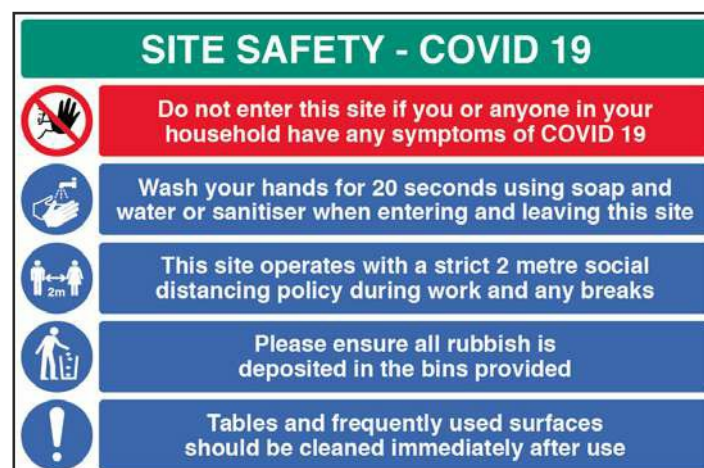 SITE SAFETY - COVID 19
Do not enter this site if you or anyone in your
household have any symptoms of COVID 19
Wash your hands for 20 seconds using soap and
water or sanitiser when entering and leaving this site
2m
This site operates with a strict 2 metre social
distancing policy during work and any breaks
Please ensure all rubbish is
deposited in the bins provided
Tables and frequently used surfaces
should be cleaned immediately after use